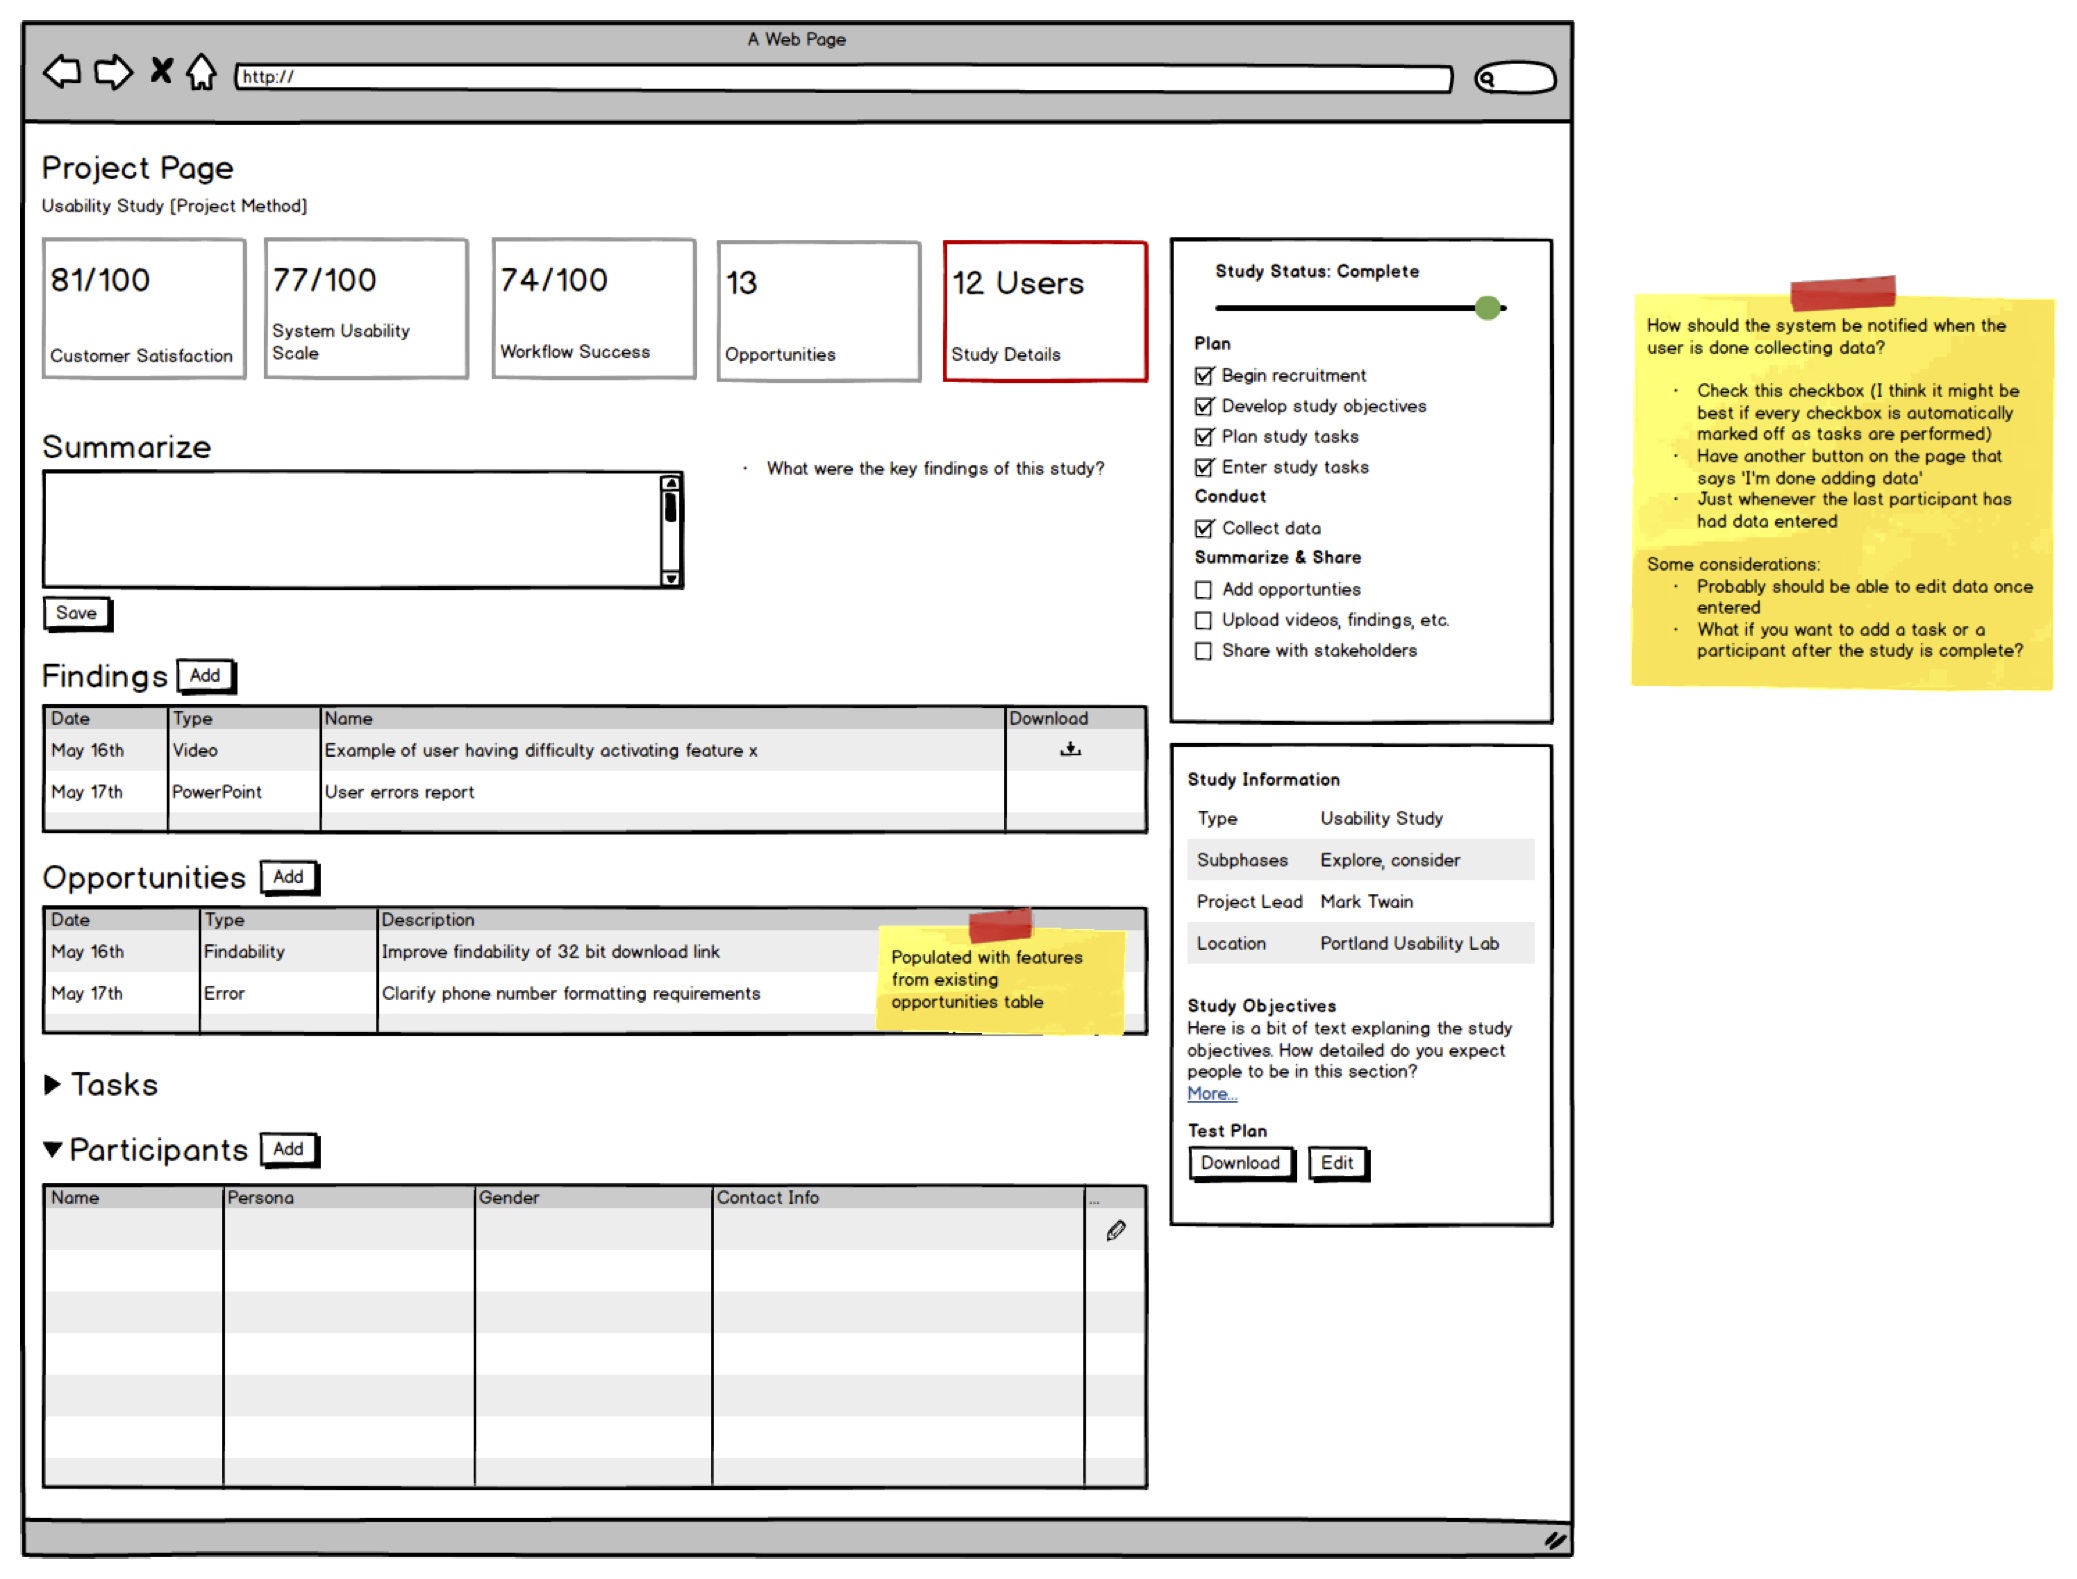 A Web Page
http://
Project Page
Usability Study [Project Method]
81/100
Customer Satisfaction
77/100
System Usability
Scale
74/100
Workflow Success
13
Opportunities
12 Users
Study Details
Summarize
· What were the key findings of this study?
Save
Findings Add
Date Type Name Download
May 16th Video Example of user having difficulty activating feature x
May 17th PowerPoint User errors report
Opportunities Add
Date Type Description
May 16th Findability Improve findability of 32 bit download link
May 17th Error Clarify phone number formatting requirements
Populated with features
from existing
opportunities table
Tasks
Participants Add
Name Persona Gender Contact Info ...
Study Status: Complete
Plan
Begin recruitment
Develop study objectives
Plan study tasks
Enter study tasks
Conduct
Collect data
Summarize & Share
Add opportunties
Upload videos, findings, etc.
Share with stakeholders
Study Information
Type Usability Study
Subphases Explore, consider
Project Lead Mark Twain
Location Portland Usability Lab
Study Objectives
Here is a bit of text explaning the study
objectives. How detailed do you expect
people to be in this section?
More...
Test Plan
Download Edit
How should the system be notified when the
user is done collecting data?
· Check this checkbox (I think it might be
best if every checkbox is automatically
marked off as tasks are performed)
· Have another button on the page that
says 'I'm done adding data'
· Just whenever the last participant has
had data entered
Some considerations:
· Probably should be able to edit data once
entered
· What if you want to add a task or a
participant after the study is complete?